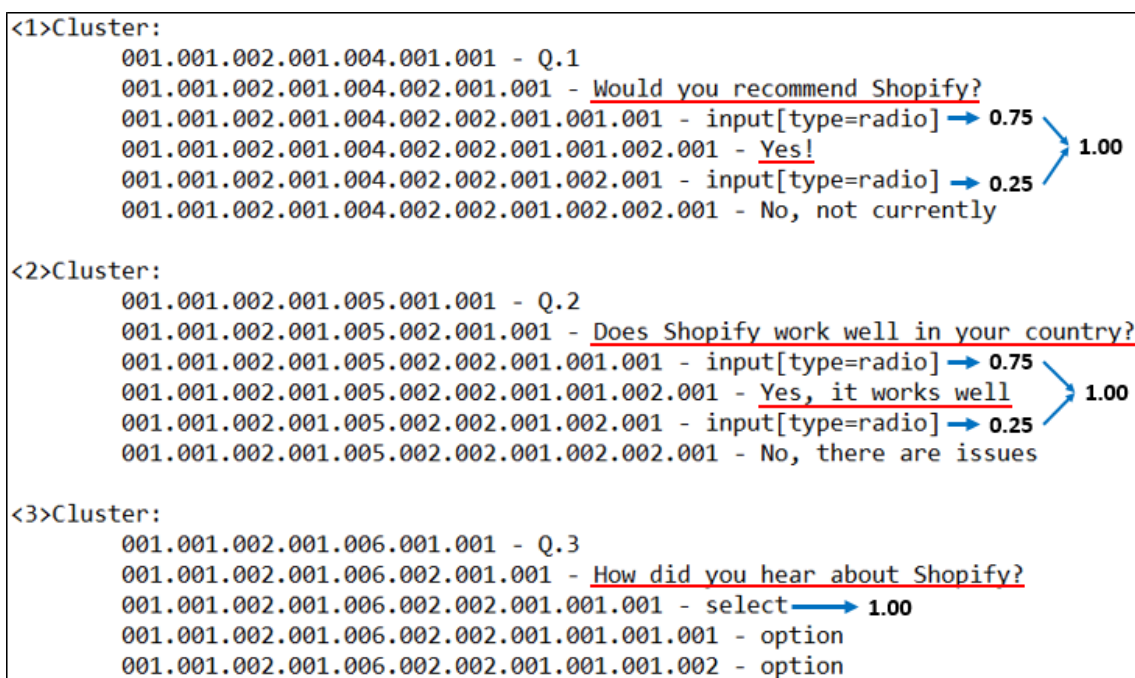 <1>Cluster:
001.001.002.001.004.001.001 - Q.1
001.001.002.001.004.002.001.001 - Would you recommend Shopify?
001.001.002.001.004.002.002.001.001.001 - input[type=radio] → 0.75
001.001.002.001.004.002.002.001.001.002.001 - Yes! 1.00
001.001.002.001.004.002.002.001.002.001 - input[type=radio] → 0.25
001.001.002.001.004.002.002.001.002.002.001 - No, not currently
<2>Cluster:
001.001.002.001.005.001.001 - Q.2
001.001.002.001.005.002.001.001 - Does Shopify work well in your country?
001.001.002.001.005.002.002.001.001.001 - input[type=radio] → 0.75
001.001.002.001.005.002.002.001.001.002.001 - Yes, it works well 1.00
001.001.002.001.005.002.002.001.002.001 - input[type=radio] → 0.25
001.001.002.001.005.002.002.001.002.002.001 - No, there are issues
<3>Cluster:
001.001.002.001.006.001.001 - Q.3
001.001.002.001.006.002.001.001 - How did you hear about Shopify?
001.001.002.001.006.002.002.001.001.001 - select → 1.00
001.001.002.001.006.002.002.001.001.001.001 - option
001.001.002.001.006.002.002.001.001.001.002 - option